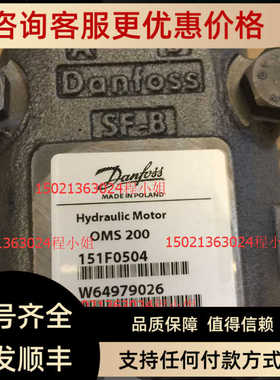 咨询客服更优惠价格
A
B
Danfoss
SF-B
Danfoss
MADE IN POLAND
Hydraulic Motor
15021363024程小姐
15021363024程小姐
OMS 200
151F0504
15021363024程小姐
W64979026
号齐全
品质保障 值得信赖
发顺丰
支持任何付款方式